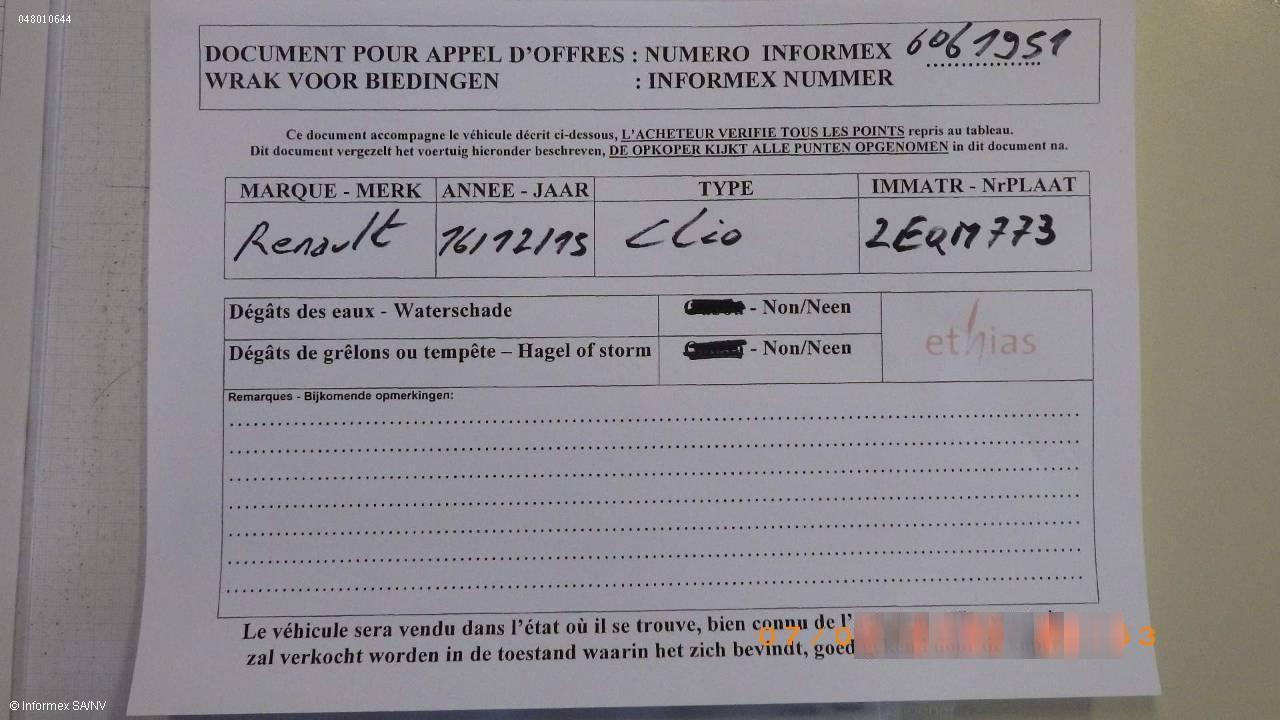 048010644
DOCUMENT POUR APPEL D'OFFRES : NUMERO INFORMEX 6061951
WRAK VOOR BIEDINGEN : INFORMEX NUMMER
Ce document accompagne le véhicule décrit ci-dessous, L'ACHETEUR VERIFIE TOUS LES POINTS repris au tableau.
Dit document vergezelt het voertuig hieronder beschreven, DE OPKOPER KIJKT ALLE PUNTEN OPGENOMEN in dit document na.
MARQUE - MERK ANNEE - JAAR TYPE IMMATR - NrPLAAT
Renault 16/12/15 Clio 2EQM773
Dégâts des eaux - Waterschade - Non/Neen
ethias
Dégâts de grêlons ou tempête – Hagel of storm - Non/Neen
Remarques - Bijkomende opmerkingen:
Le véhicule sera vendu dans l'état où il se trouve, bien connu de l'
zal verkocht worden in de toestand waarin het zich bevindt, goed
© Informex SA/NV